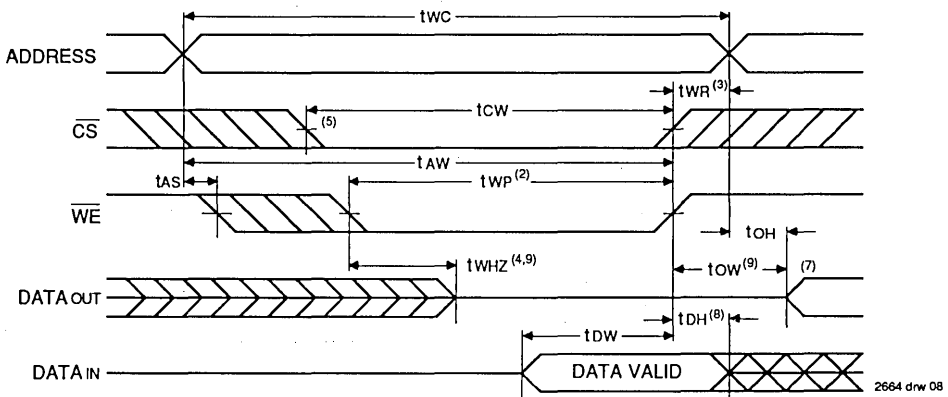 tWC
ADDRESS
tWR(3)
CS
(5)
tCW
tAW
tAS
tWP(2)
WE
tOH
tWHZ(4,9)
tOW(9)
(7)
DATA OUT
tDW
tDH(8)
DATA IN
DATA VALID
2664 drw 08